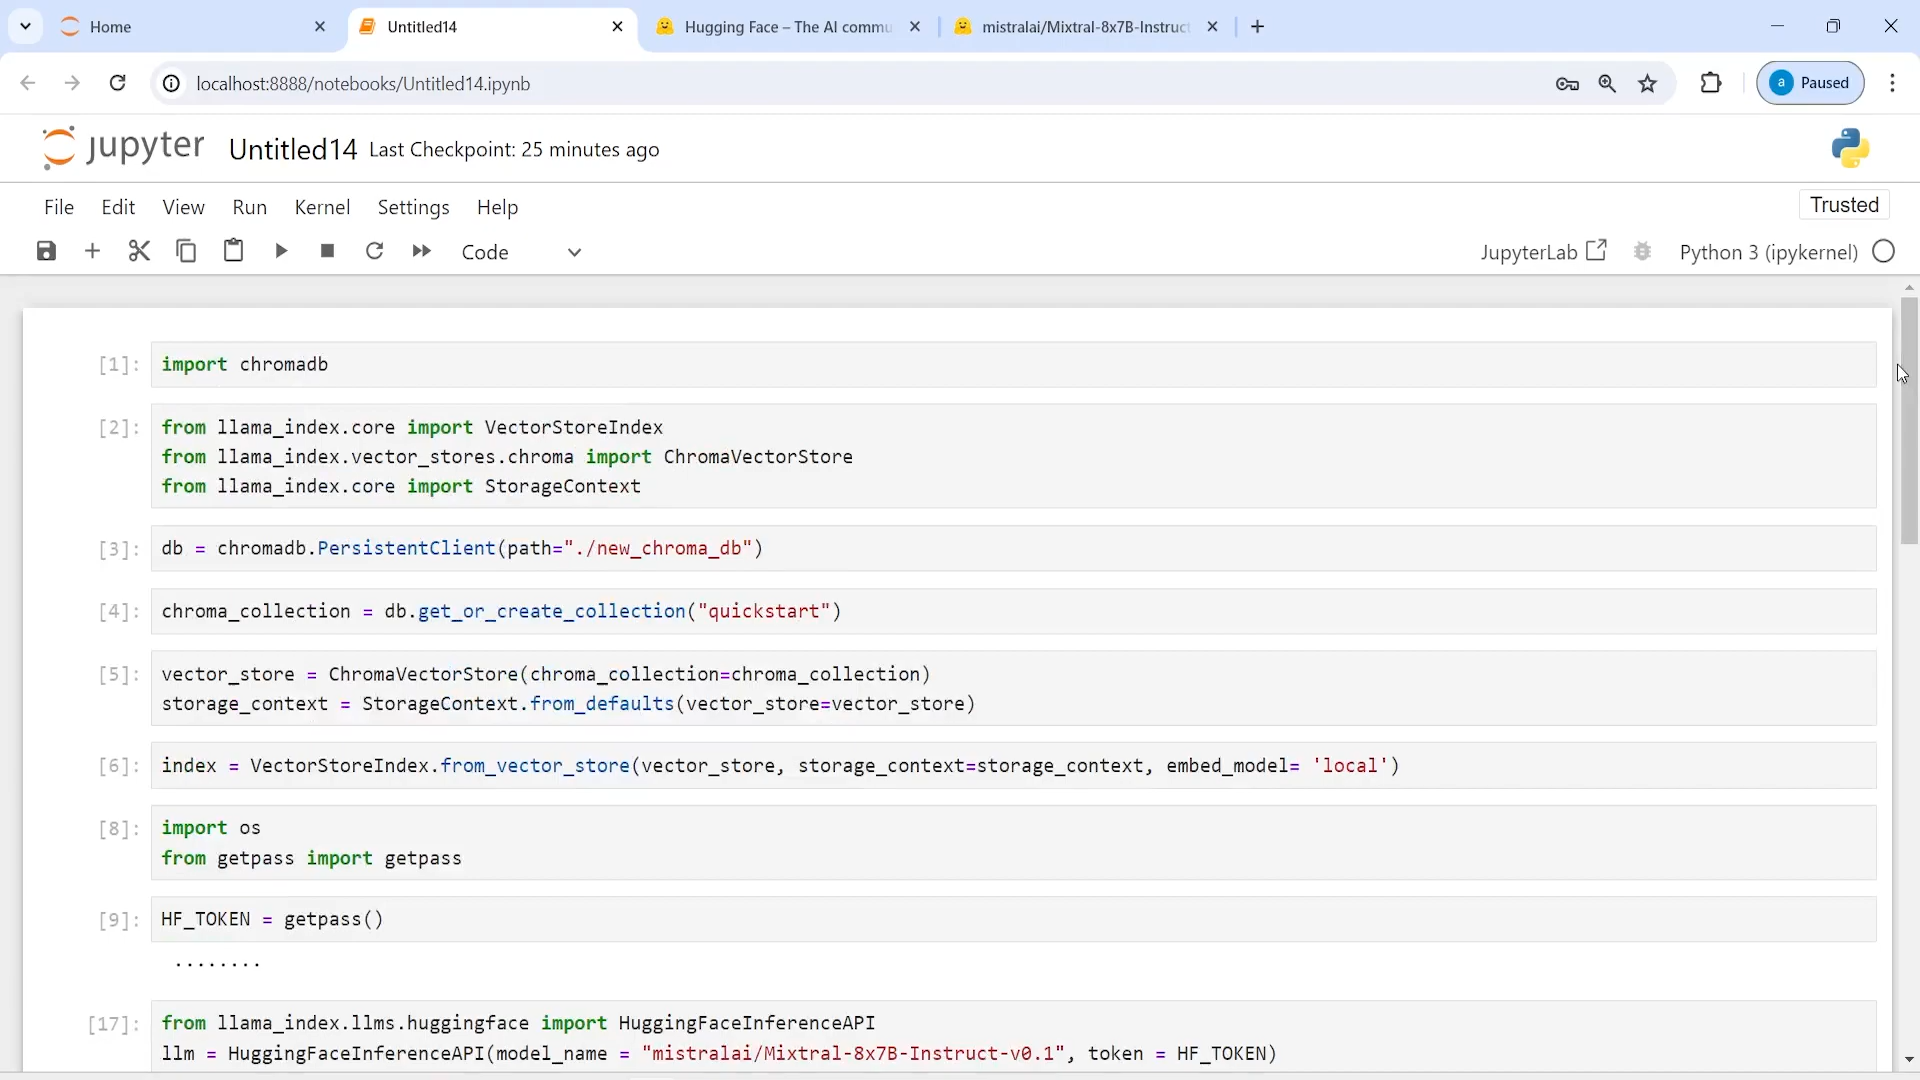 Home
Untitled14
Hugging Face – The AI commu
mistralai/Mixtral-8x7B-Instruct
localhost:8888/notebooks/Untitled14.ipynb
a Paused
jupyter Untitled14 Last Checkpoint: 25 minutes ago
File Edit View Run Kernel Settings Help
Trusted
Code
JupyterLab
Python 3 (ipykernel)
[1]: import chromadb
[2]: from llama_index.core import VectorStoreIndex
from llama_index.vector_stores.chroma import ChromaVectorStore
from llama_index.core import StorageContext
[3]: db = chromadb.PersistentClient(path="./new_chroma_db")
[4]: chroma_collection = db.get_or_create_collection("quickstart")
[5]: vector_store = ChromaVectorStore(chroma_collection=chroma_collection)
storage_context = StorageContext.from_defaults(vector_store=vector_store)
[6]: index = VectorStoreIndex.from_vector_store(vector_store, storage_context=storage_context, embed_model= 'local')
[8]: import os
from getpass import getpass
[9]: HF_TOKEN = getpass()
........
[17]: from llama_index.llms.huggingface import HuggingFaceInferenceAPI
llm = HuggingFaceInferenceAPI(model_name = "mistralai/Mixtral-8x7B-Instruct-v0.1", token = HF_TOKEN)